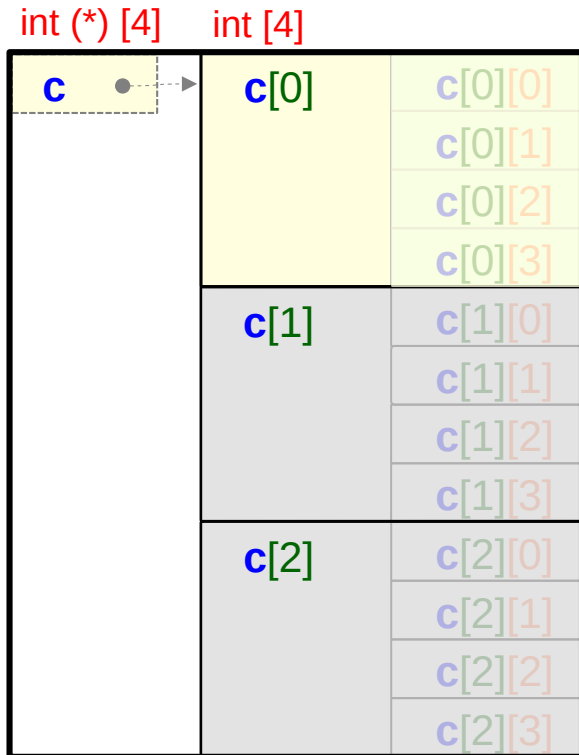 int (*) [4] int [4]
c c[0] c[0][0]
c[0][1]
c[0][2]
c[0][3]
c[1] c[1][0]
c[1][1]
c[1][2]
c[1][3]
c[2] c[2][0]
c[2][1]
c[2][2]
c[2][3]